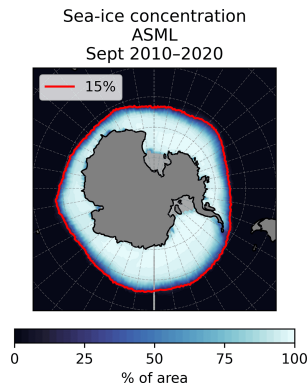 Sea-ice concentration
ASML
Sept 2010–2020
15%
0 25 50 75 100
% of area